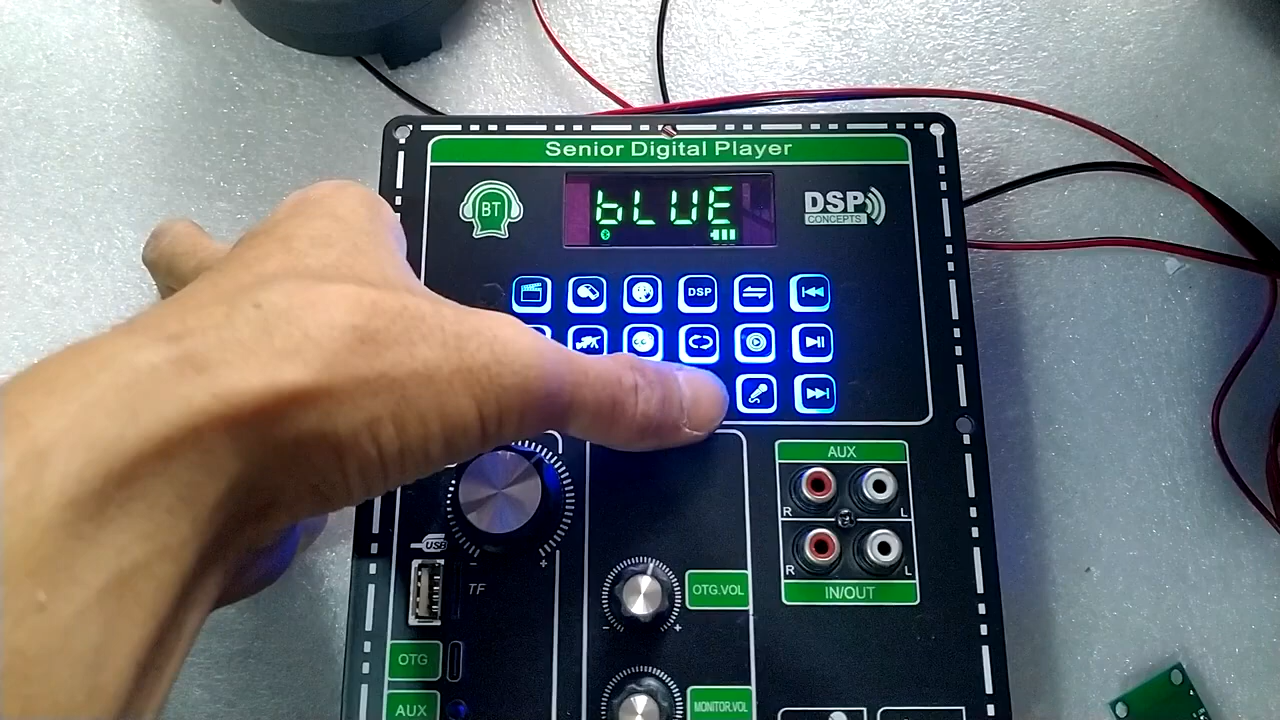 Senior Digital Player
BT
bLUE
DSP
CONCEPTS
DSP
AUX
R
L
R
L
IN/OUT
USB
- +
TF
OTG.VOL
- +
OTG
AUX
MONITOR.VOL